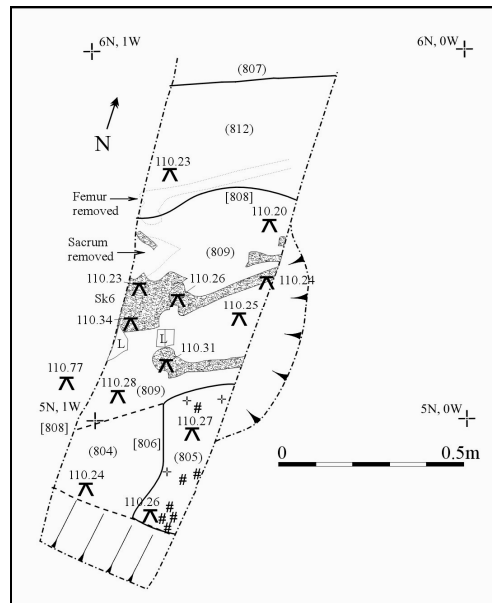 6N, 1W
6N, 0W
(807)
(812)
N
110.23
Femur
removed
[808]
110.20
Sacrum
removed
(809)
110.23
110.26
110.24
Sk6
110.25
110.34
L
L
110.31
110.77
110.28
(809)
5N, 1W
5N, 0W
[808]
#
110.27
(804)
[806]
(805)
0
0.5m
# #
110.24
110.26
#
# #
#